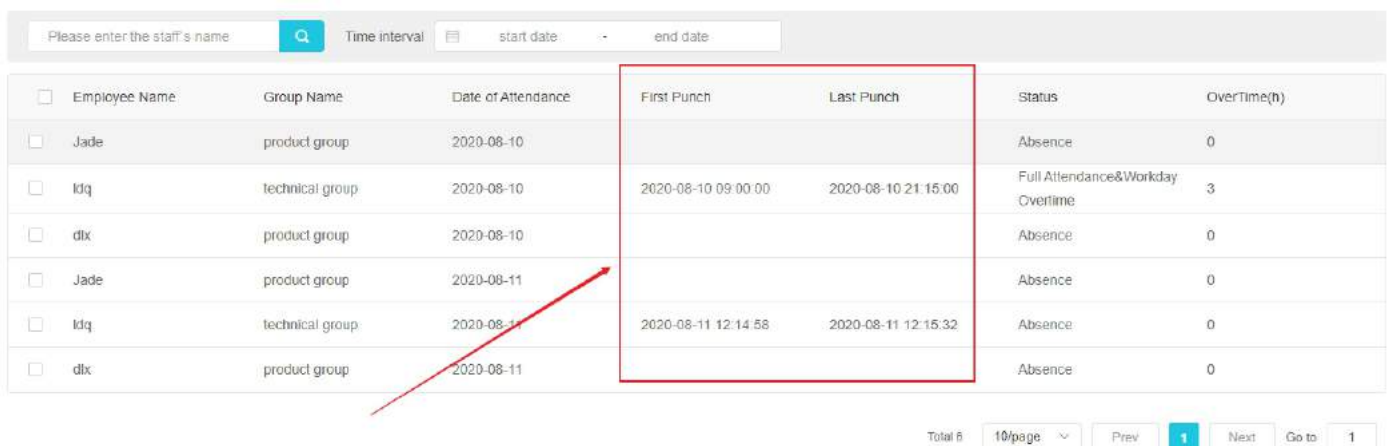 Please enter the staff's name Time interval start date - end date
Employee Name Group Name Date of Attendance First Punch Last Punch Status OverTime(h)
Jade product group 2020-08-10 Absence 0
ldq technical group 2020-08-10 2020-08-10 09:00:00 2020-08-10 21:15:00 Full Attendance&Workday Overtime 3
dlx product group 2020-08-10 Absence 0
Jade product group 2020-08-11 Absence 0
ldq technical group 2020-08-11 2020-08-11 12:14:58 2020-08-11 12:15:32 Absence 0
dlx product group 2020-08-11 Absence 0
Total 6 10/page Prev 1 Next Go to 1